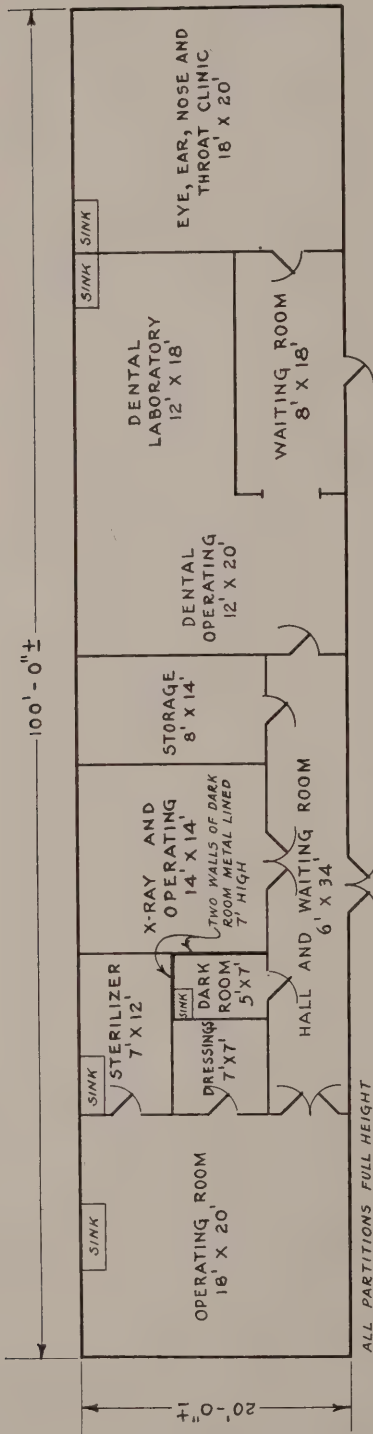 100'-0"±
20'-0"±
SINK
OPERATING ROOM
18' X 20'
SINK
STERILIZER
7' X 12'
DRESSINGS
7'X7'
SINK
DARK
ROOM
5'X7'
X-RAY AND
OPERATING
14' X 14'
TWO WALLS OF DARK
ROOM METAL LINED
7' HIGH
STORAGE
8' X 14'
HALL AND WAITING ROOM
6' X 34'
DENTAL
OPERATING
12' X 20'
SINK
DENTAL
LABORATORY
12' X 18'
WAITING ROOM
8' X 18'
SINK
EYE, EAR, NOSE AND
THROAT CLINIC
18' X 20'
ALL PARTITIONS FULL HEIGHT